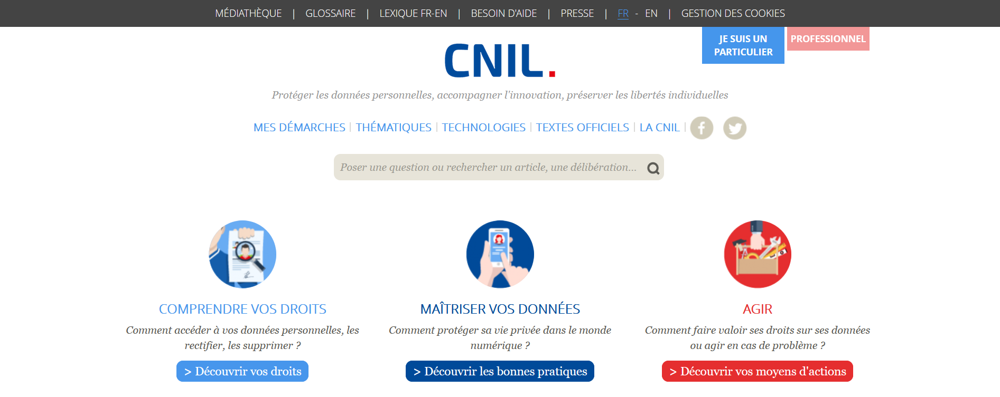 MÉDIATHÈQUE | GLOSSAIRE | LEXIQUE FR-EN | BESOIN D'AIDE | PRESSE | FR - EN | GESTION DES COOKIES
JE SUIS UN
PARTICULIER
PROFESSIONNEL
CNIL.
Protéger les données personnelles, accompagner l'innovation, préserver les libertés individuelles
MES DÉMARCHES | THÉMATIQUES | TECHNOLOGIES | TEXTES OFFICIELS | LA CNIL |
Poser une question ou rechercher un article, une délibération...
COMPRENDRE VOS DROITS
Comment accéder à vos données personnelles, les
rectifier, les supprimer ?
> Découvrir vos droits
MAÎTRISER VOS DONNÉES
Comment protéger sa vie privée dans le monde
numérique ?
> Découvrir les bonnes pratiques
AGIR
Comment faire valoir ses droits sur ses données
ou agir en cas de problème ?
> Découvrir vos moyens d'actions